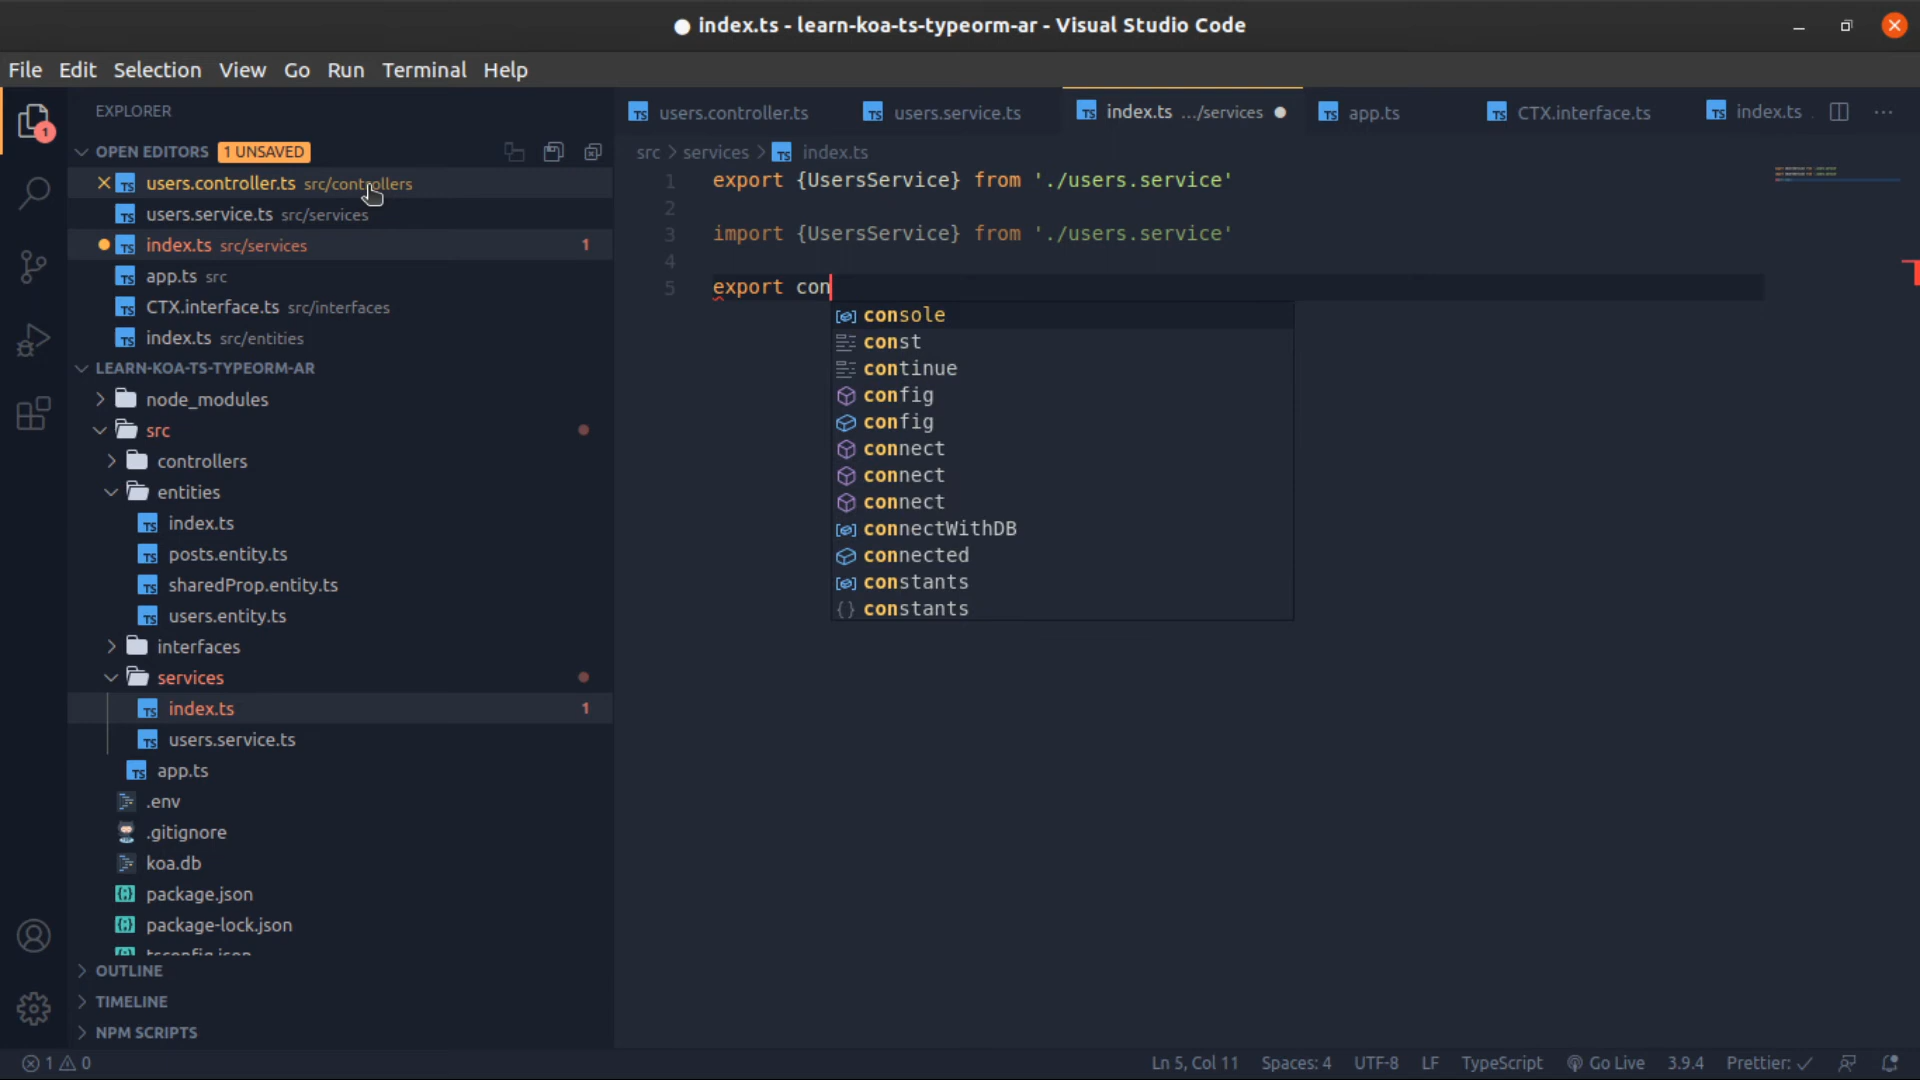 index.ts - learn-koa-ts-typeorm-ar - Visual Studio Code
File Edit Selection View Go Run Terminal Help
EXPLORER
OPEN EDITORS 1 UNSAVED
users.controller.ts src/controllers
users.service.ts src/services
index.ts src/services 1
app.ts src
CTX.interface.ts src/interfaces
index.ts src/entities
LEARN-KOA-TS-TYPEORM-AR
node_modules
src
controllers
entities
index.ts
posts.entity.ts
sharedProp.entity.ts
users.entity.ts
interfaces
services
index.ts 1
users.service.ts
app.ts
.env
.gitignore
koa.db
package.json
package-lock.json
tsconfig.json
OUTLINE
TIMELINE
NPM SCRIPTS
users.controller.ts users.service.ts index.ts .../services app.ts CTX.interface.ts index.ts
src > services > index.ts
1 export {UsersService} from './users.service'
2
3 import {UsersService} from './users.service'
4
5 export con
console
const
continue
config
config
connect
connect
connect
connectWithDB
connected
constants
constants
1 0 Ln 5, Col 11 Spaces: 4 UTF-8 LF TypeScript Go Live 3.9.4 Prettier: ✓